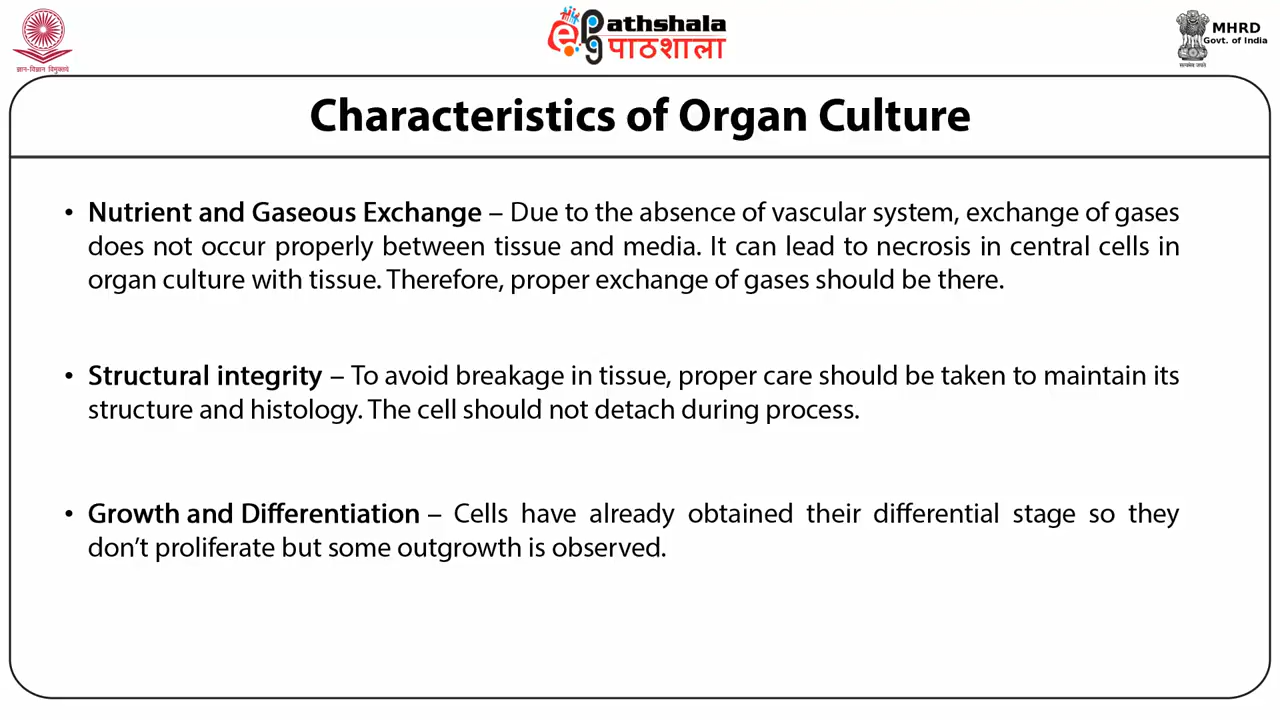 ज्ञान-विज्ञान विमुक्तये
ePathshala
पाठशाला
MHRD
Govt. of India
सत्यमेव जयते
Characteristics of Organ Culture
• Nutrient and Gaseous Exchange – Due to the absence of vascular system, exchange of gases
does not occur properly between tissue and media. It can lead to necrosis in central cells in
organ culture with tissue. Therefore, proper exchange of gases should be there.
• Structural integrity – To avoid breakage in tissue, proper care should be taken to maintain its
structure and histology. The cell should not detach during process.
• Growth and Differentiation – Cells have already obtained their differential stage so they
don’t proliferate but some outgrowth is observed.